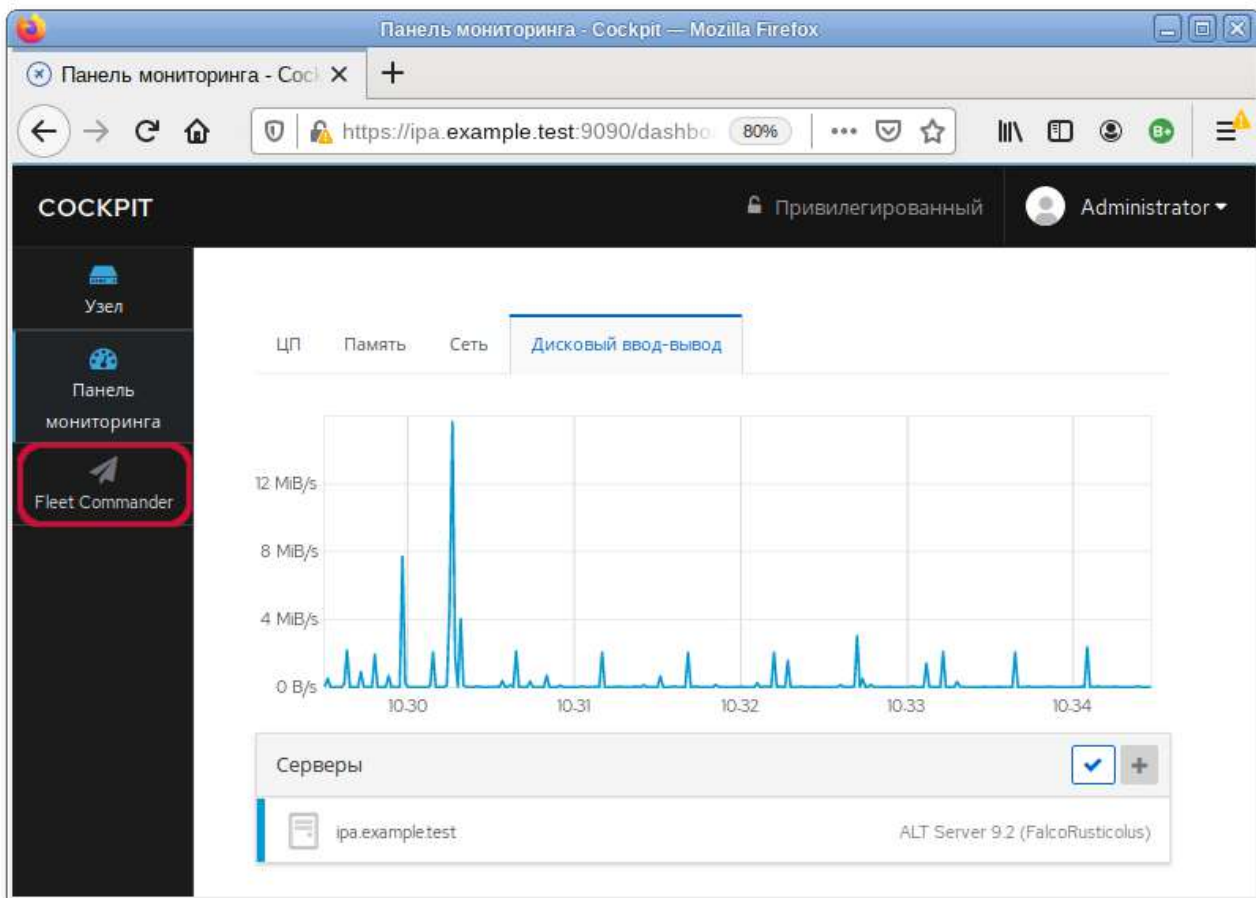 Панель мониторинга - Cockpit — Mozilla Firefox
Панель мониторинга - Coc
https://ipa.example.test:9090/dashbo 80%
COCKPIT Привилегированный Administrator
Узел
Панель
мониторинга
Fleet Commander
ЦП Память Сеть Дисковый ввод-вывод
12 MiB/s
8 MiB/s
4 MiB/s
0 B/s
10:30 10:31 10:32 10:33 10:34
Серверы
ipa.example.test ALT Server 9.2 (FalcoRusticolus)